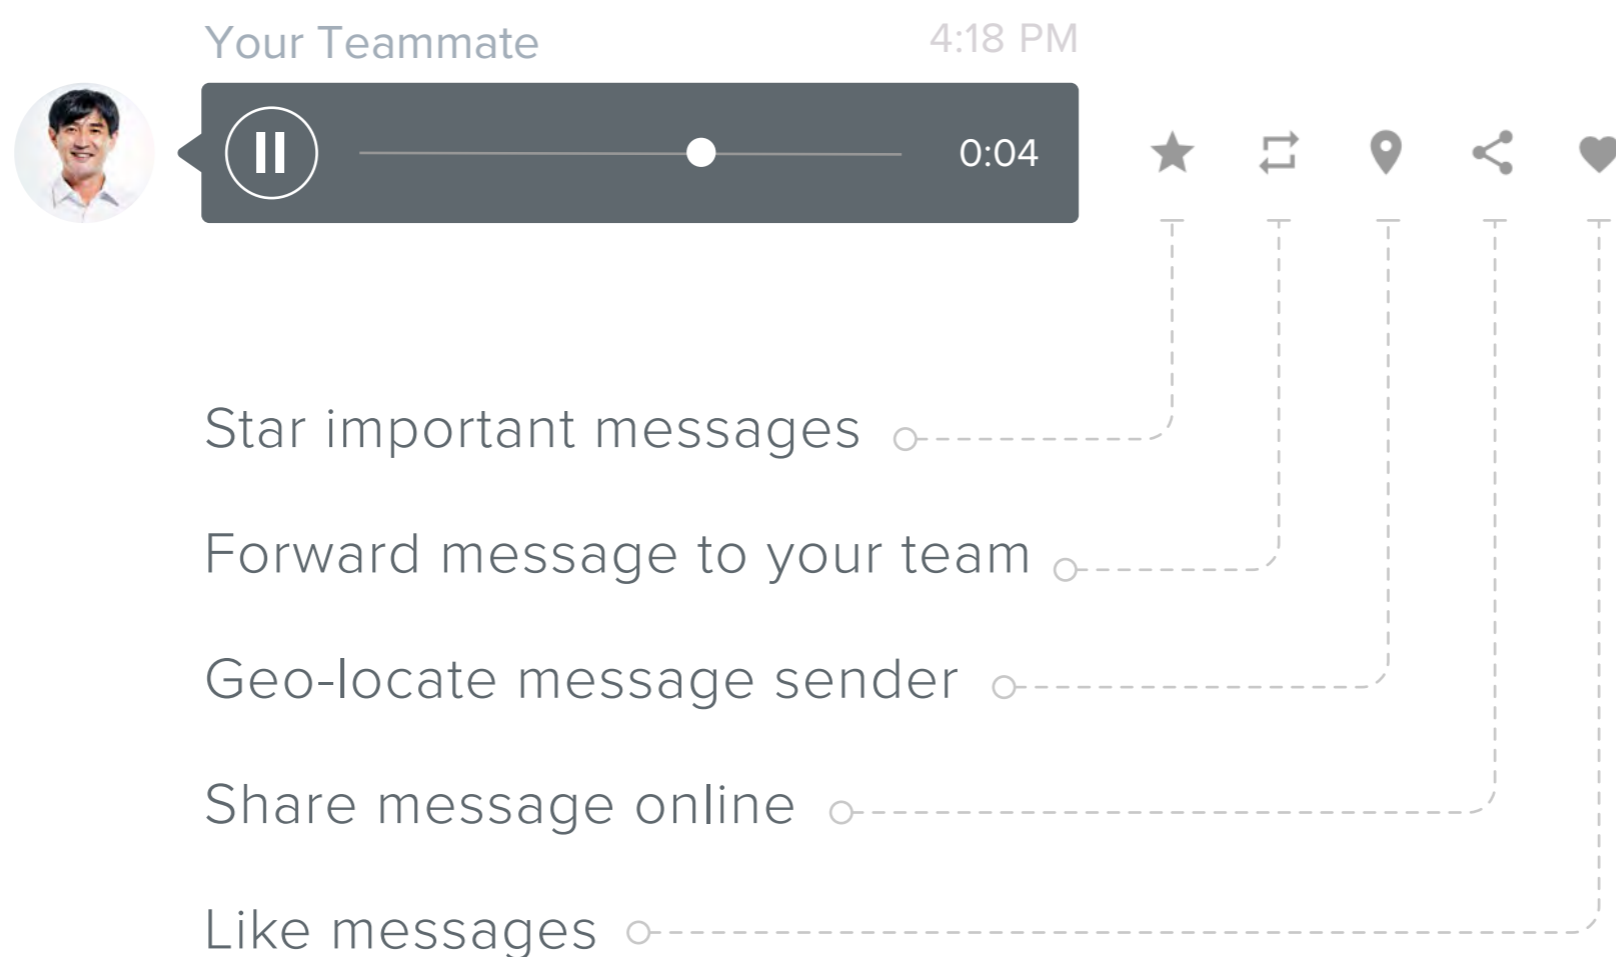 Your Teammate 4:18 PM
0:04
Star important messages
Forward message to your team
Geo-locate message sender
Share message online
Like messages